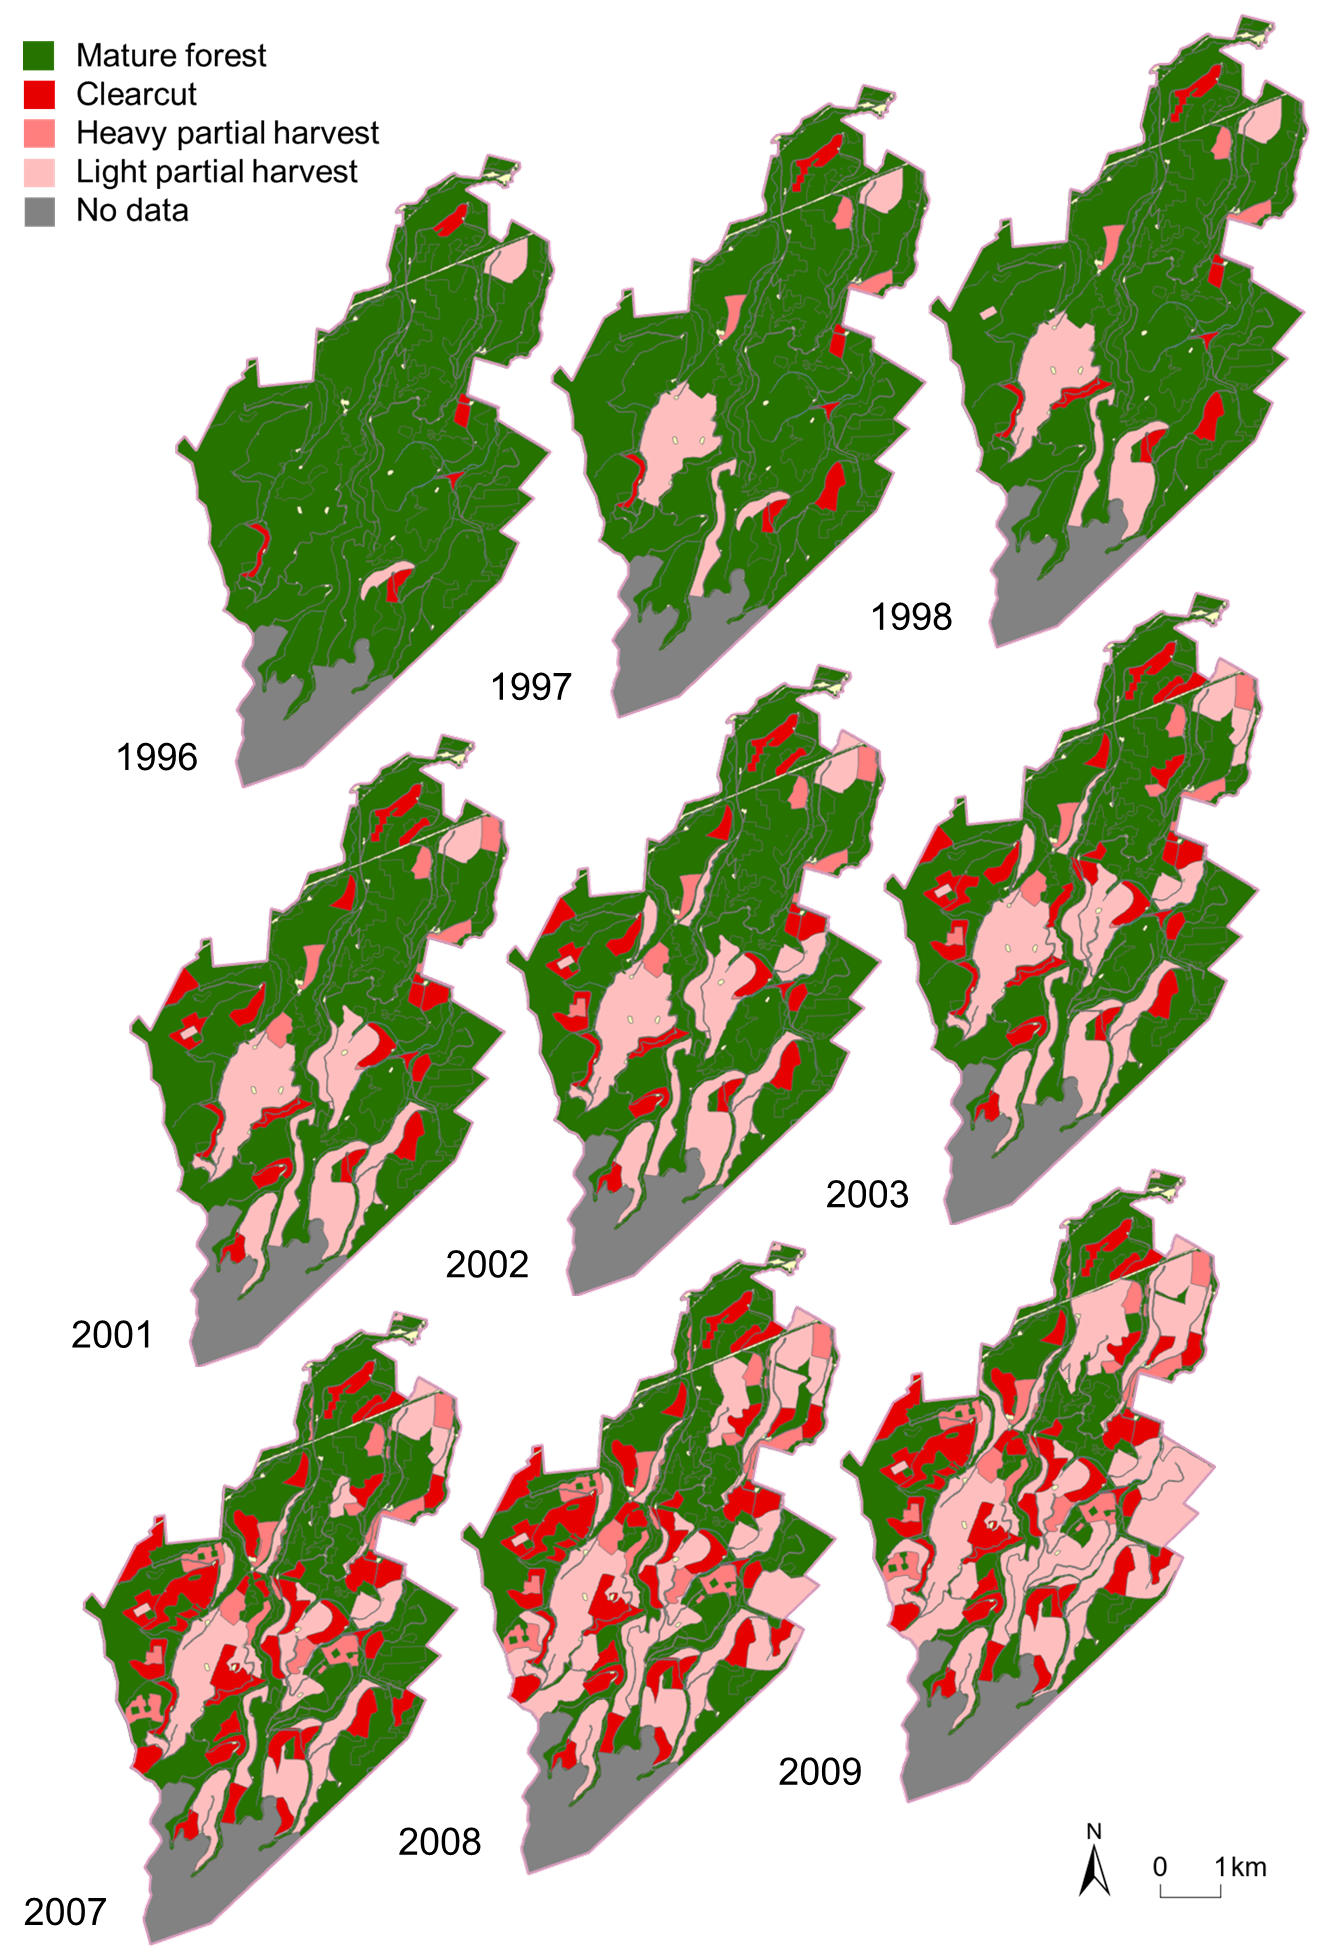 Mature forest
Clearcut
Heavy partial harvest
Light partial harvest
No data
1998
1997
1996
2003
2002
2001
2009
2008
2007
N
0 1 km